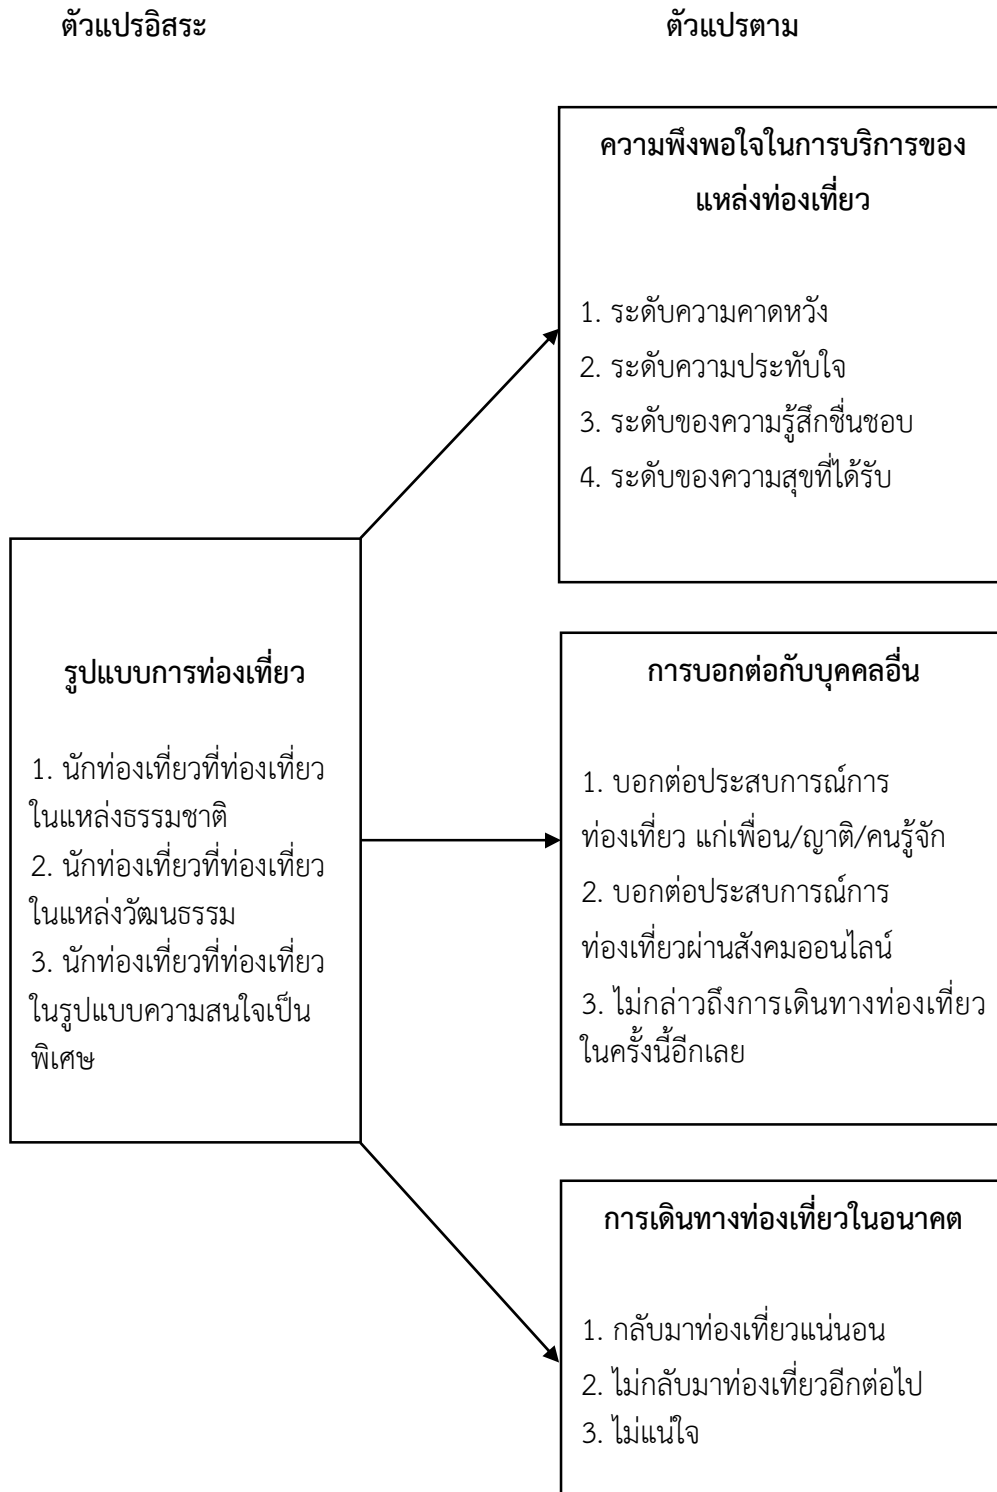 ตัวแปรอิสระ
ตัวแปรตาม
ความพึงพอใจในการบริการของ
แหล่งท่องเที่ยว
1. ระดับความคาดหวัง
2. ระดับความประทับใจ
3. ระดับของความรู้สึกชื่นชอบ
4. ระดับของความสุขที่ได้รับ
รูปแบบการท่องเที่ยว
1. นักท่องเที่ยวที่ท่องเที่ยว
ในแหล่งธรรมชาติ
2. นักท่องเที่ยวที่ท่องเที่ยว
ในแหล่งวัฒนธรรม
3. นักท่องเที่ยวที่ท่องเที่ยว
ในรูปแบบความสนใจเป็น
พิเศษ
การบอกต่อกับบุคคลอื่น
1. บอกต่อประสบการณ์การ
ท่องเที่ยว แก่เพื่อน/ญาติ/คนรู้จัก
2. บอกต่อประสบการณ์การ
ท่องเที่ยวผ่านสังคมออนไลน์
3. ไม่กล่าวถึงการเดินทางท่องเที่ยว
ในครั้งนี้อีกเลย
การเดินทางท่องเที่ยวในอนาคต
1. กลับมาท่องเที่ยวแน่นอน
2. ไม่กลับมาท่องเที่ยวอีกต่อไป
3. ไม่แน่ใจ